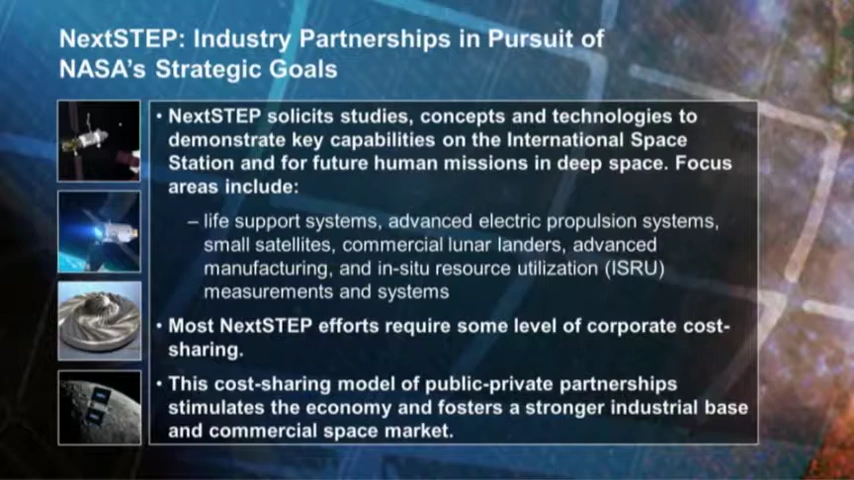 NextSTEP: Industry Partnerships in Pursuit of
NASA's Strategic Goals
• NextSTEP solicits studies, concepts and technologies to
demonstrate key capabilities on the International Space
Station and for future human missions in deep space. Focus
areas include:
– life support systems, advanced electric propulsion systems,
small satellites, commercial lunar landers, advanced
manufacturing, and in-situ resource utilization (ISRU)
measurements and systems
• Most NextSTEP efforts require some level of corporate cost-
sharing.
• This cost-sharing model of public-private partnerships
stimulates the economy and fosters a stronger industrial base
and commercial space market.